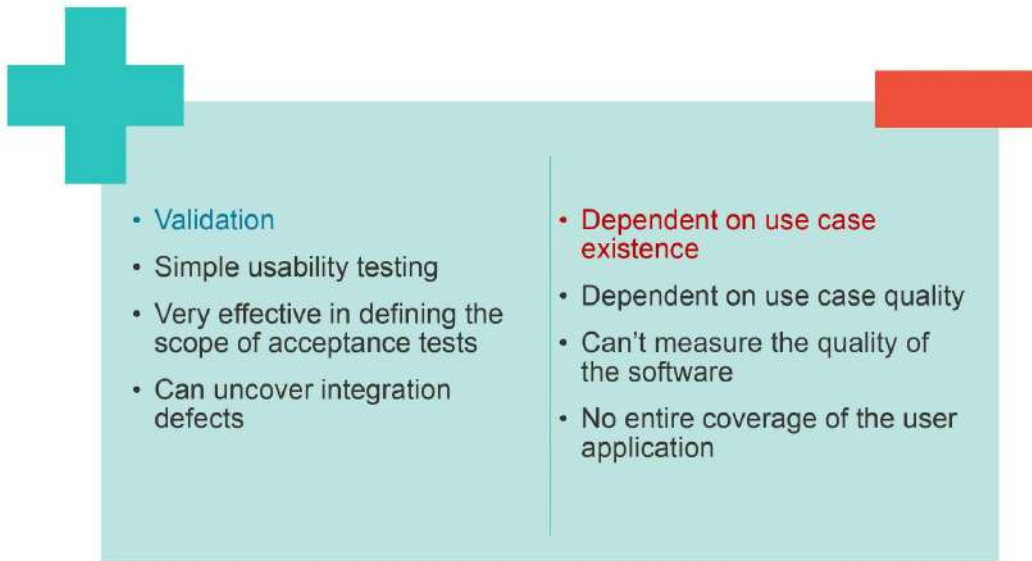 • Validation
• Simple usability testing
• Very effective in defining the
scope of acceptance tests
• Can uncover integration
defects
• Dependent on use case
existence
• Dependent on use case quality
• Can’t measure the quality of
the software
• No entire coverage of the user
application